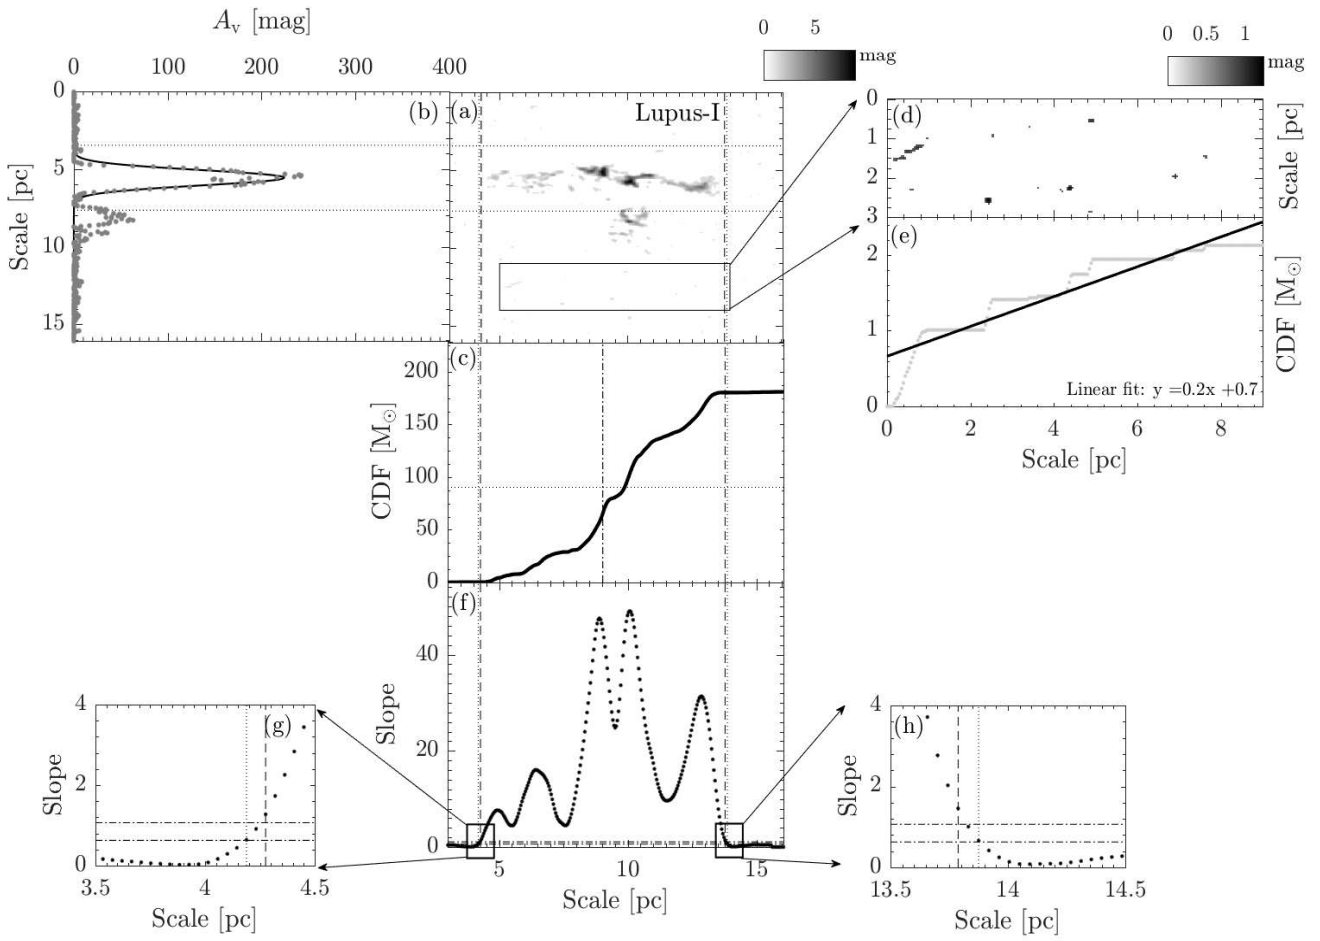 A_v [mag]
0 100 200 300 400
0 5 mag
0 0.5 1 mag
(b) (a) Lupus-I
0
5
10
15
Scale [pc]
(d)
0
1
2
3
Scale [pc]
(e)
2
1
0
CDF [M☉]
Linear fit: y =0.2x +0.7
0 2 4 6 8
Scale [pc]
(c)
200
150
100
50
0
CDF [M☉]
(f)
40
20
0
Slope
5 10 15
Scale [pc]
(g)
4
2
0
Slope
3.5 4 4.5
Scale [pc]
(h)
4
2
0
Slope
13.5 14 14.5
Scale [pc]